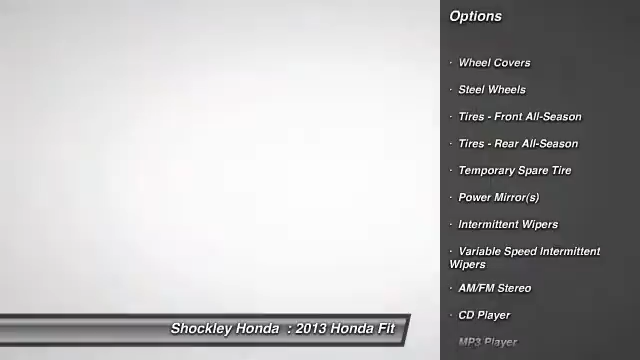 Options
· Wheel Covers
· Steel Wheels
· Tires - Front All-Season
· Tires - Rear All-Season
· Temporary Spare Tire
· Power Mirror(s)
· Intermittent Wipers
· Variable Speed Intermittent
Wipers
· AM/FM Stereo
· CD Player
MP3 Player
Shockley Honda : 2013 Honda Fit